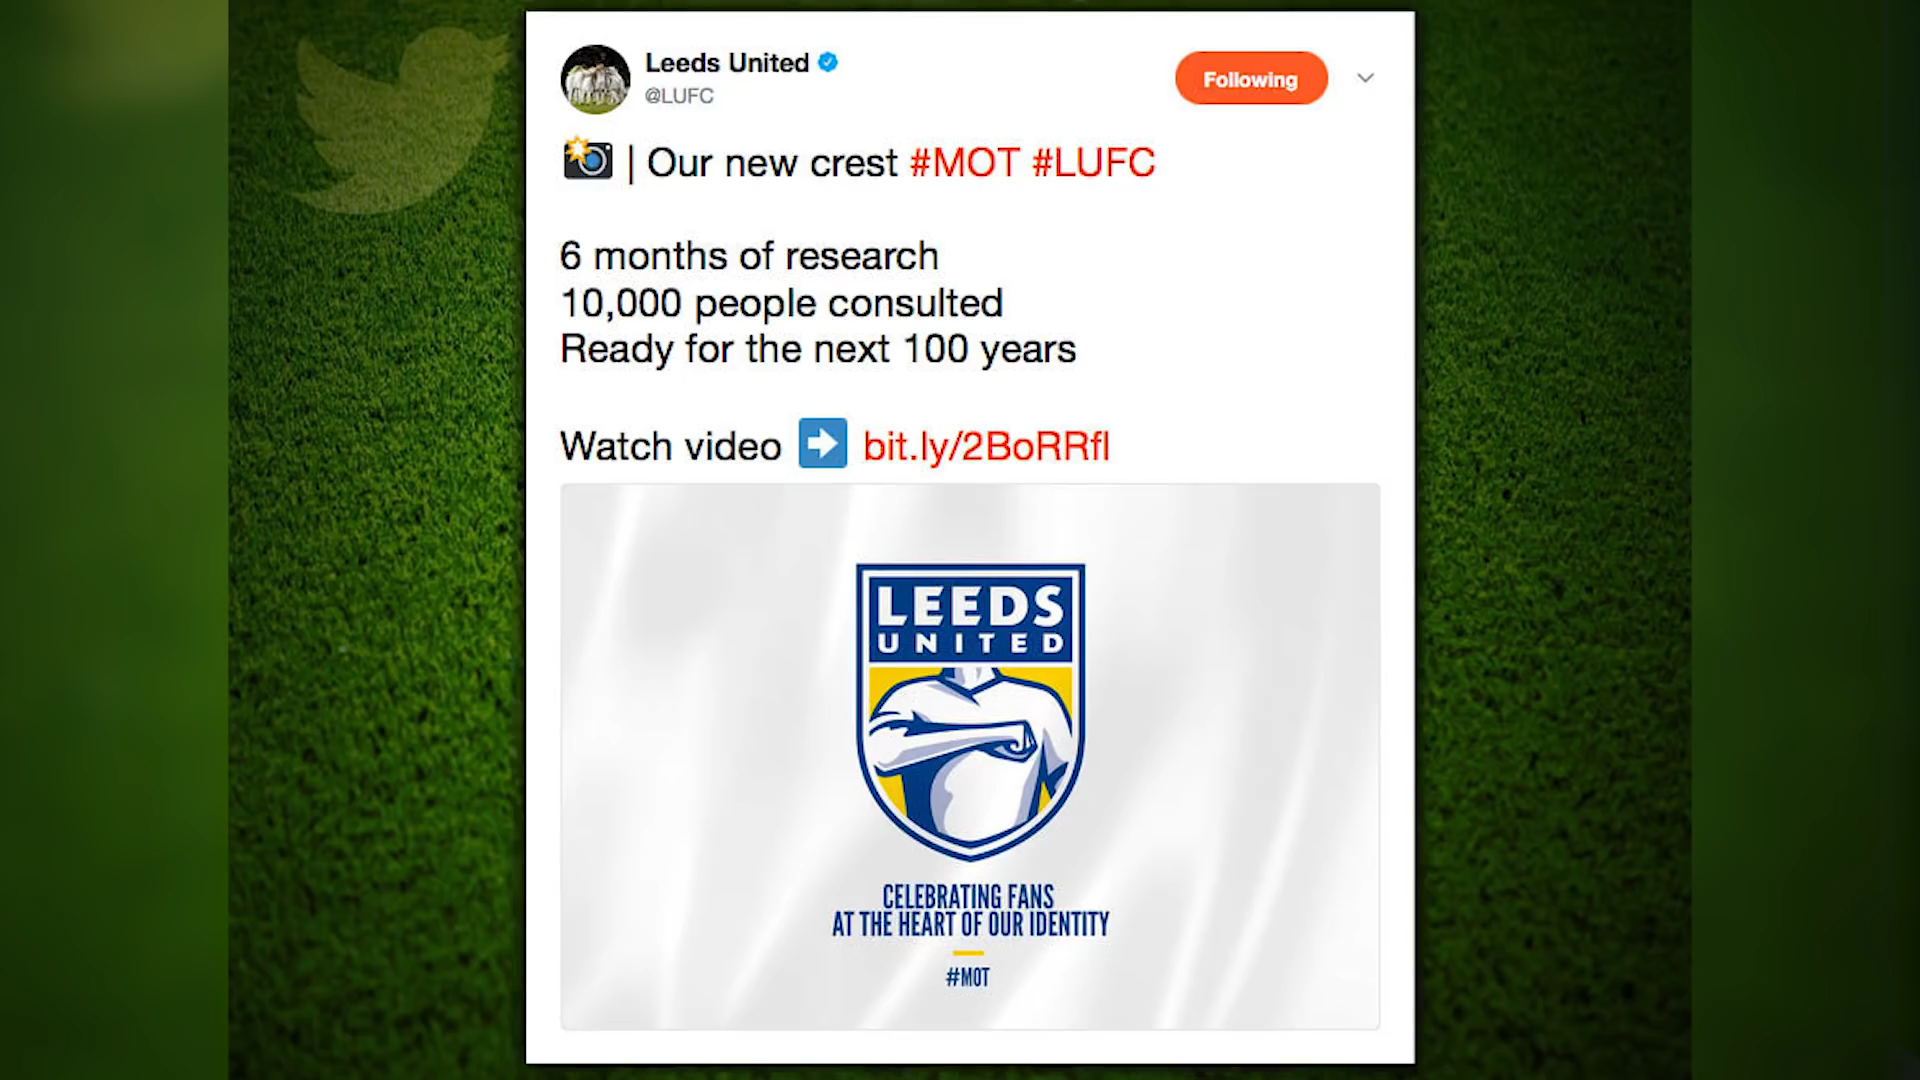 Leeds United
@LUFC
Following
| Our new crest #MOT #LUFC
6 months of research
10,000 people consulted
Ready for the next 100 years
Watch video bit.ly/2BoRRfl
LEEDS
UNITED
CELEBRATING FANS
AT THE HEART OF OUR IDENTITY
#MOT